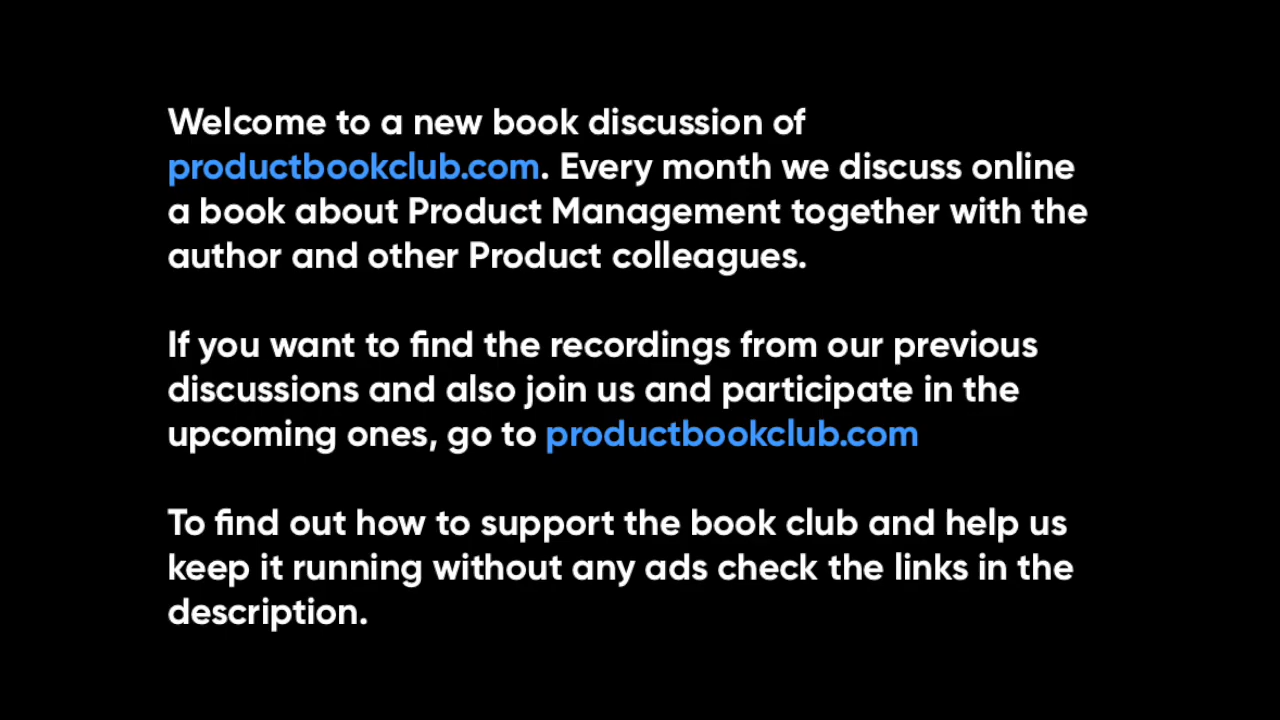 Welcome to a new book discussion of
productbookclub.com. Every month we discuss online
a book about Product Management together with the
author and other Product colleagues.
If you want to find the recordings from our previous
discussions and also join us and participate in the
upcoming ones, go to productbookclub.com
To find out how to support the book club and help us
keep it running without any ads check the links in the
description.